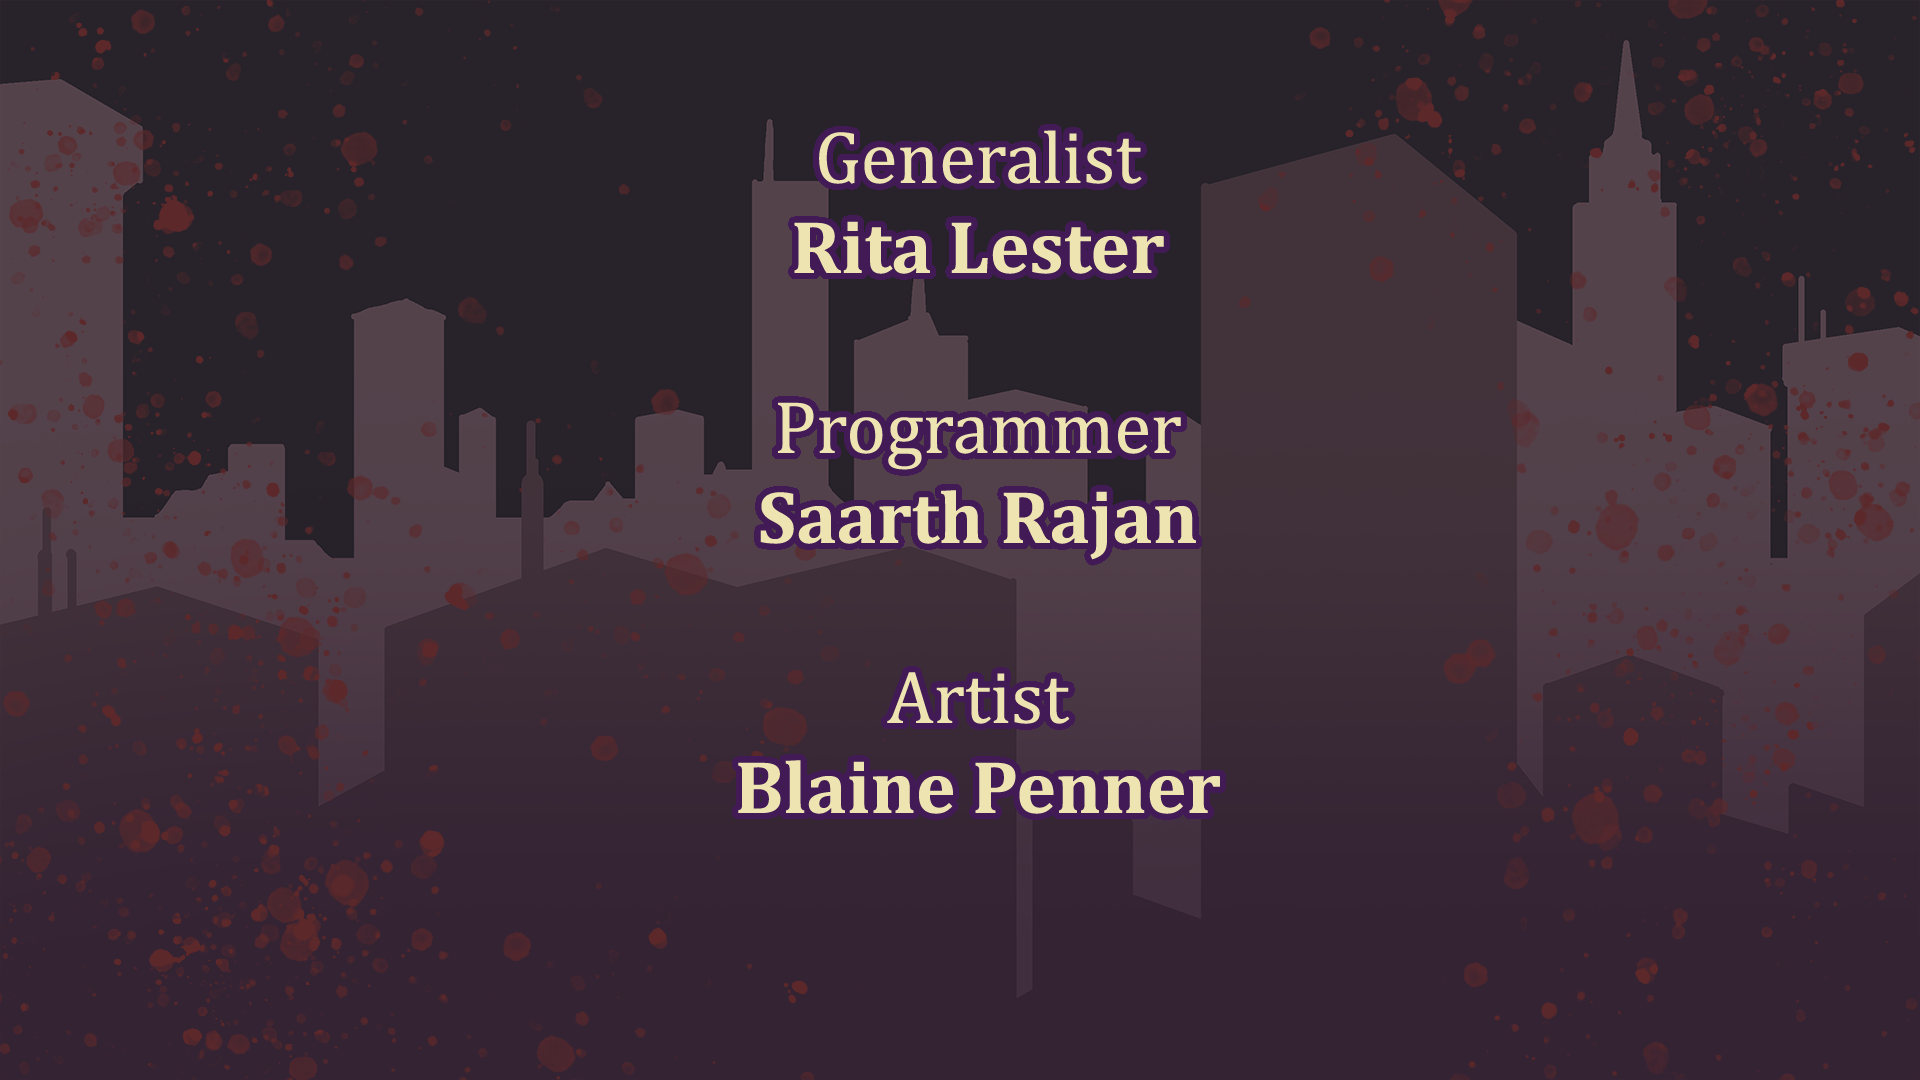 Generalist
Rita Lester
Programmer
Saarth Rajan
Artist
Blaine Penner